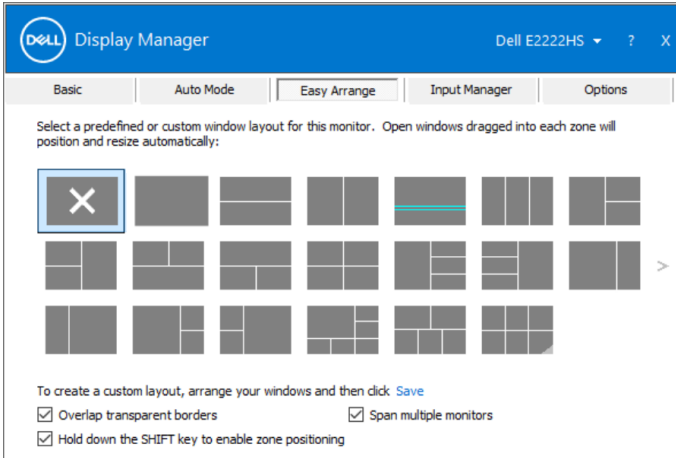 DELL Display Manager Dell E2222HS ? X
Basic Auto Mode Easy Arrange Input Manager Options
Select a predefined or custom window layout for this monitor. Open windows dragged into each zone will
position and resize automatically:
>
To create a custom layout, arrange your windows and then click Save
Overlap transparent borders Span multiple monitors
Hold down the SHIFT key to enable zone positioning